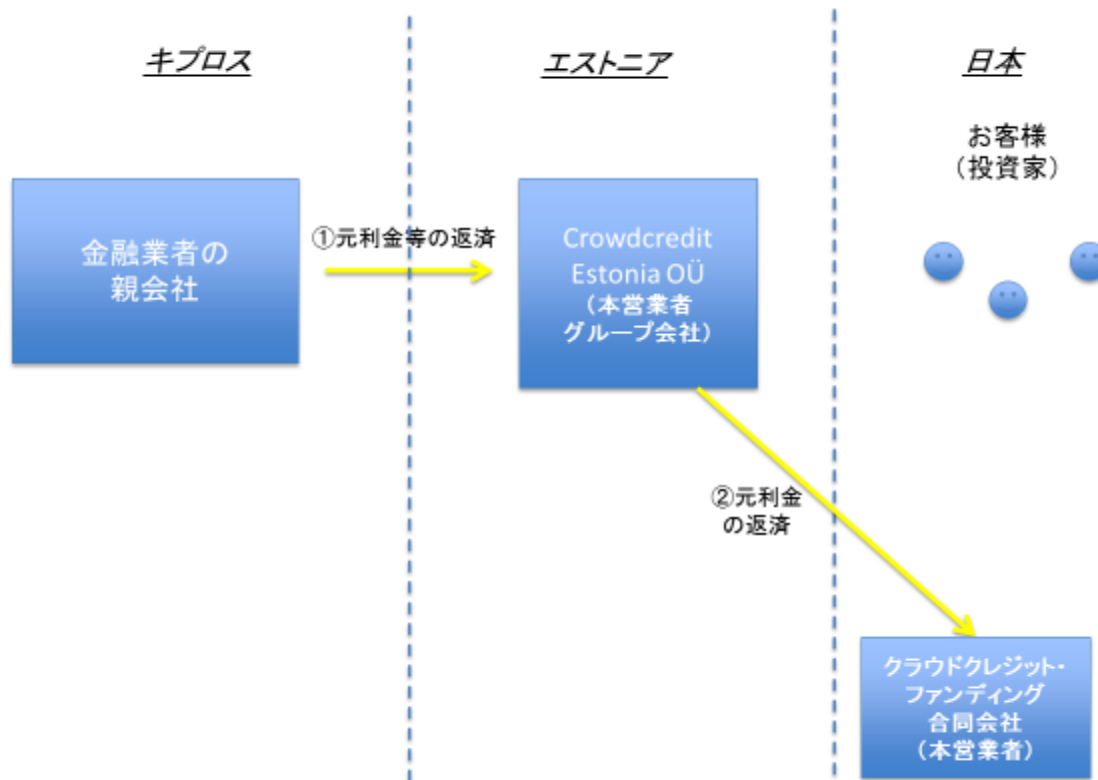 キプロス
エストニア
日本
お客様
（投資家）
金融業者の
親会社
①元利金等の返済
Crowdcredit
Estonia OÜ
（本営業者
グループ会社）
②元利金
の返済
クラウドクレジット・
ファンディング
合同会社
（本営業者）